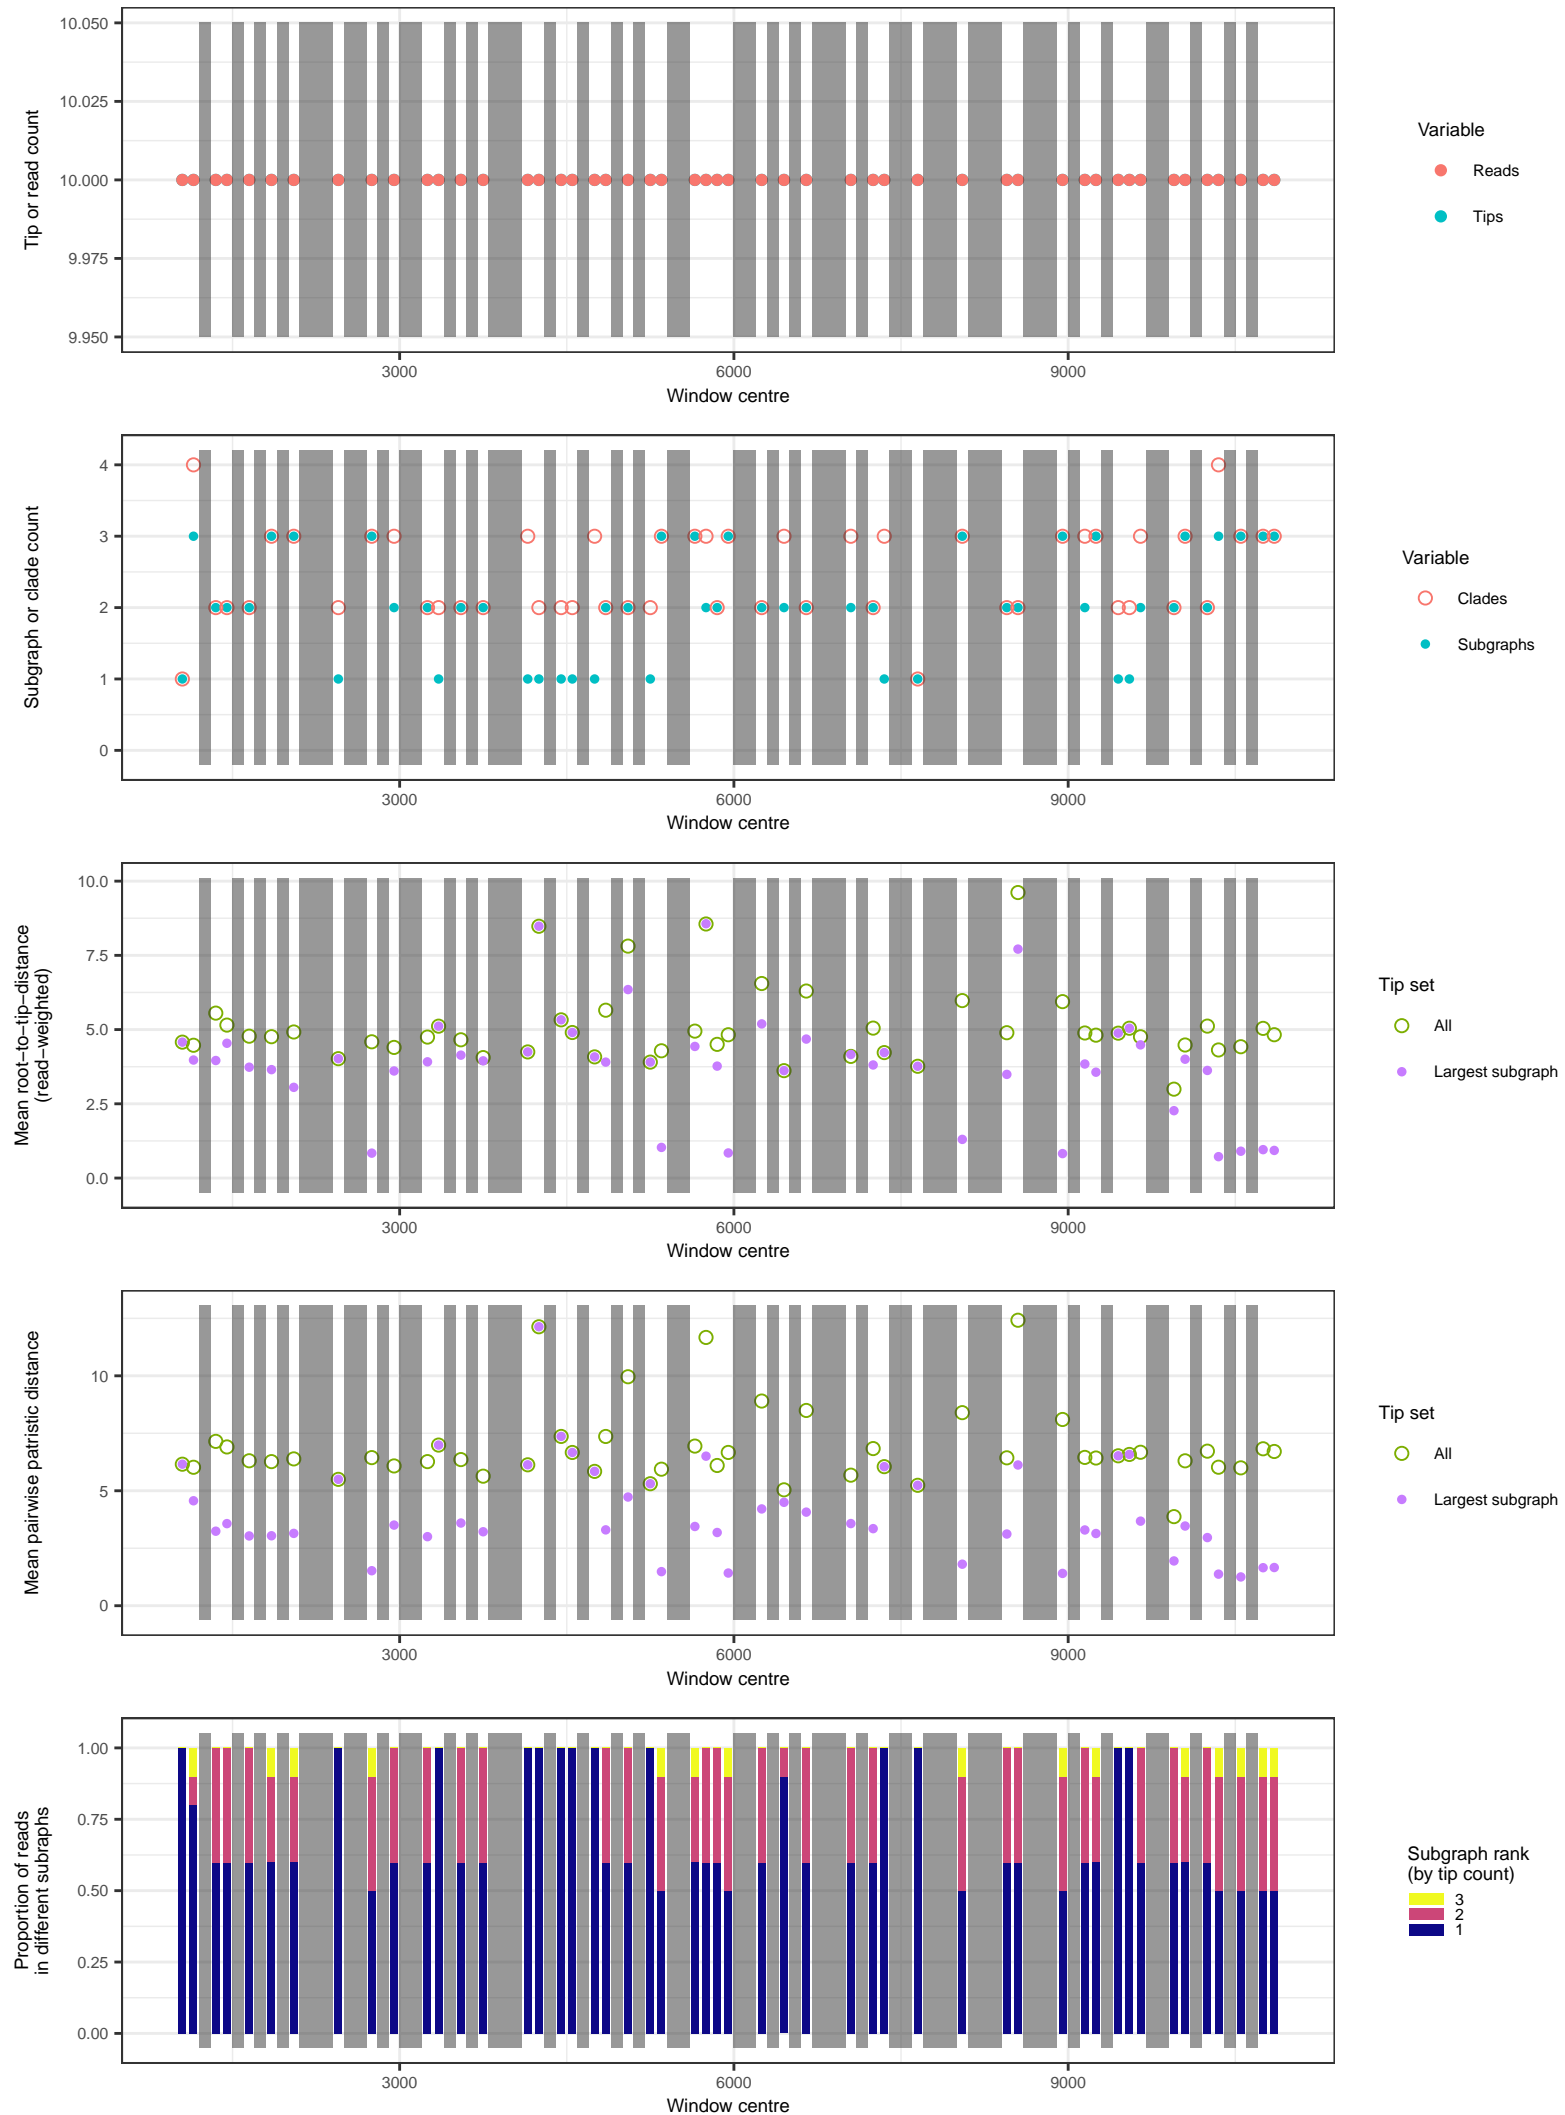 10.050
10.025
10.000
9.975
9.950
Tip or read count
3000
6000
9000
Window centre
Variable
Reads
Tips
4
3
2
1
0
Subgraph or clade count
3000
6000
9000
Window centre
Variable
Clades
Subgraphs
10.0
7.5
5.0
2.5
0.0
Mean root−to−tip−distance
(read−weighted)
3000
6000
9000
Window centre
Tip set
All
Largest subgraph
10
5
0
Mean pairwise patristic distance
3000
6000
9000
Window centre
Tip set
All
Largest subgraph
1.00
0.75
0.50
0.25
0.00
Proportion of reads
in different subraphs
3000
6000
9000
Window centre
Subgraph rank
(by tip count)
3
2
1